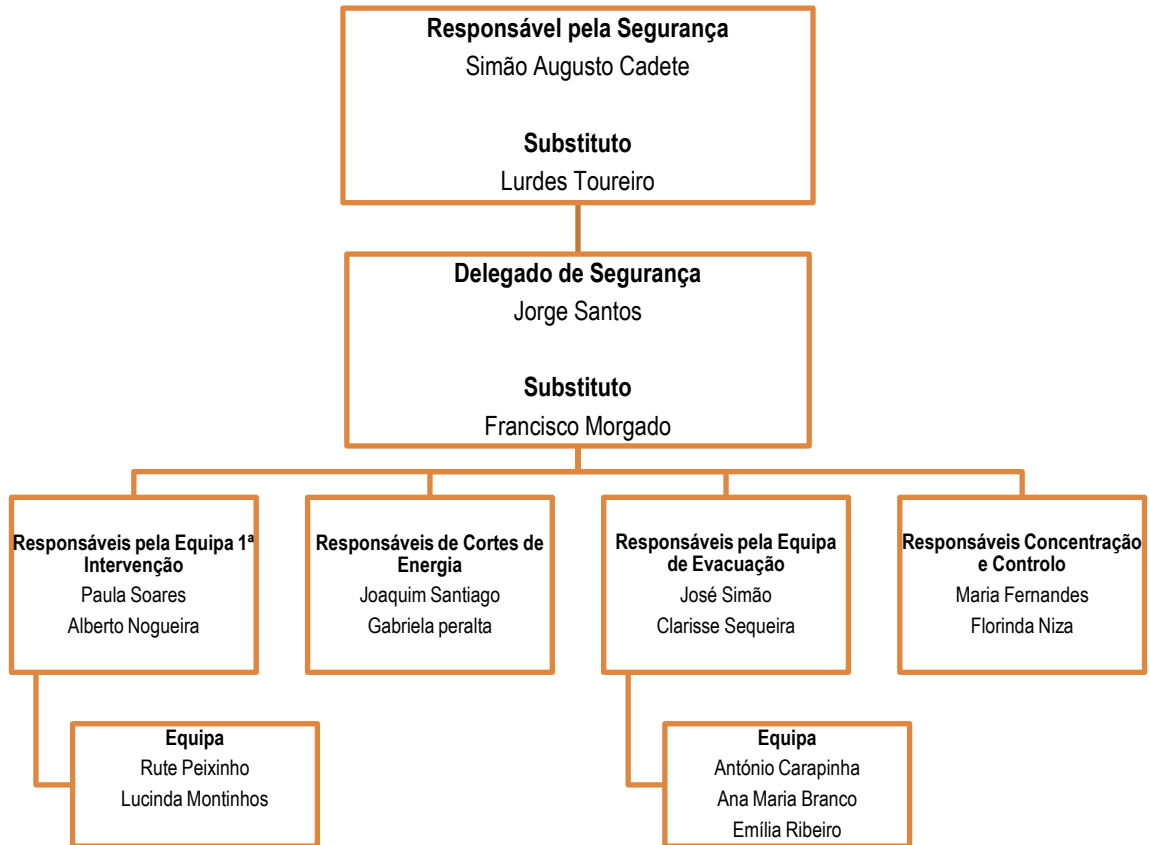 Responsável pela Segurança
Simão Augusto Cadete
Substituto
Lurdes Toureiro
Delegado de Segurança
Jorge Santos
Substituto
Francisco Morgado
Responsáveis pela Equipa 1ª
Intervenção
Paula Soares
Alberto Nogueira
Responsáveis de Cortes de
Energia
Joaquim Santiago
Gabriela peralta
Responsáveis pela Equipa
de Evacuação
José Simão
Clarisse Sequeira
Responsáveis Concentração
e Controlo
Maria Fernandes
Florinda Niza
Equipa
Rute Peixinho
Lucinda Montinhos
Equipa
António Carapinha
Ana Maria Branco
Emília Ribeiro